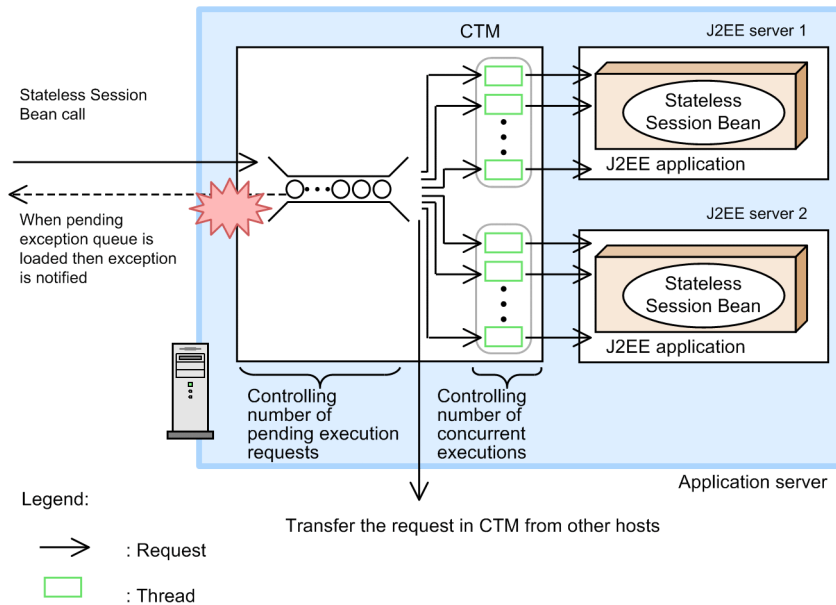 CTM
J2EE server 1
Stateless Session
Bean call
Stateless
Session Bean
J2EE application
When pending
exception queue is
loaded then exception
is notified
J2EE server 2
Stateless
Session Bean
J2EE application
Controlling
number of
pending execution
requests
Controlling
number of
concurrent
executions
Application server
Transfer the request in CTM from other hosts
Legend:
: Request
: Thread